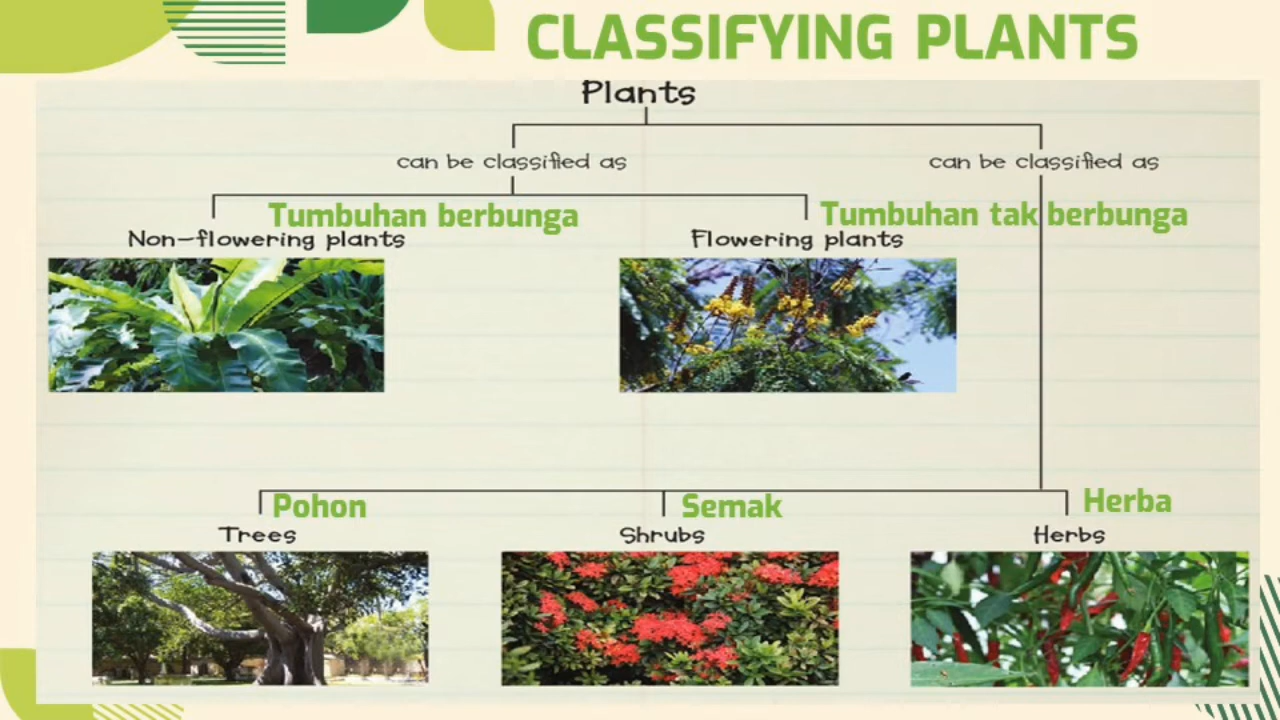 CLASSIFYING PLANTS
Plants
can be classified as
can be classified as
Tumbuhan berbunga
Tumbuhan tak berbunga
Non-flowering plants
Flowering plants
Pohon
Semak
Herba
Trees
Shrubs
Herbs